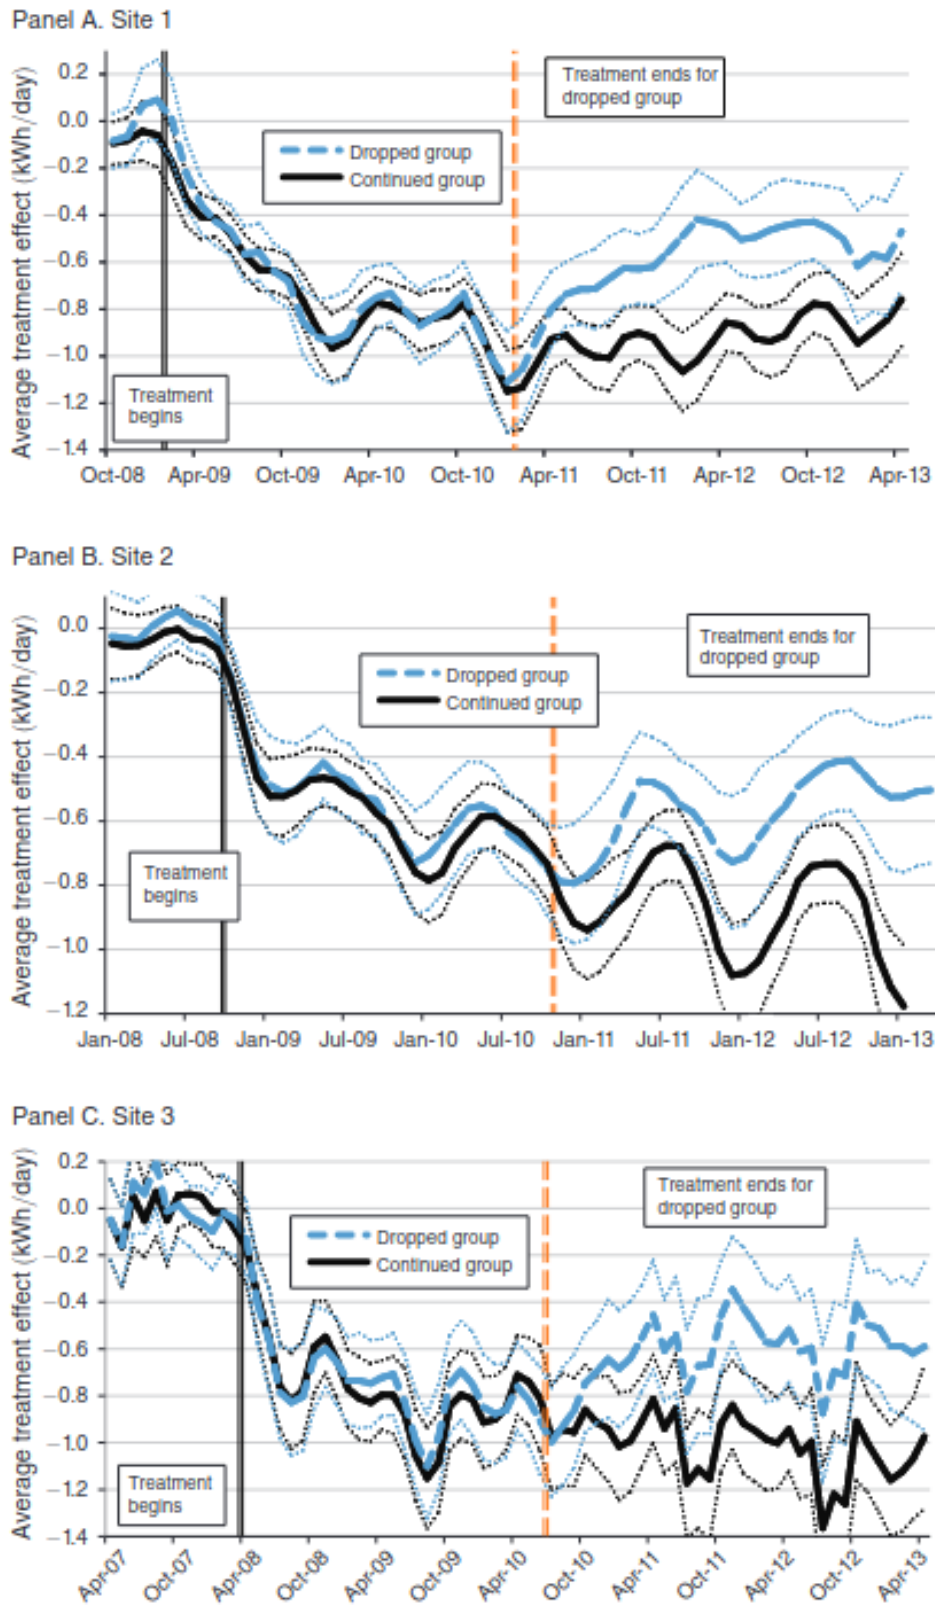 Panel A. Site 1
Average treatment effect (kWh/day)
0.2
0.0
−0.2
−0.4
−0.6
−0.8
−1.0
−1.2
−1.4
Treatment ends for
dropped group
Dropped group
Continued group
Treatment
begins
Oct-08 Apr-09 Oct-09 Apr-10 Oct-10 Apr-11 Oct-11 Apr-12 Oct-12 Apr-13
Panel B. Site 2
Average treatment effect (kWh/day)
0.0
−0.2
−0.4
−0.6
−0.8
−1.0
−1.2
Treatment ends for
dropped group
Dropped group
Continued group
Treatment
begins
Jan-08 Jul-08 Jan-09 Jul-09 Jan-10 Jul-10 Jan-11 Jul-11 Jan-12 Jul-12 Jan-13
Panel C. Site 3
Average treatment effect (kWh/day)
0.2
0.0
−0.2
−0.4
−0.6
−0.8
−1.0
−1.2
−1.4
Treatment ends for
dropped group
Dropped group
Continued group
Treatment
begins
Apr-07 Oct-07 Apr-08 Oct-08 Apr-09 Oct-09 Apr-10 Oct-10 Apr-11 Oct-11 Apr-12 Oct-12 Apr-13